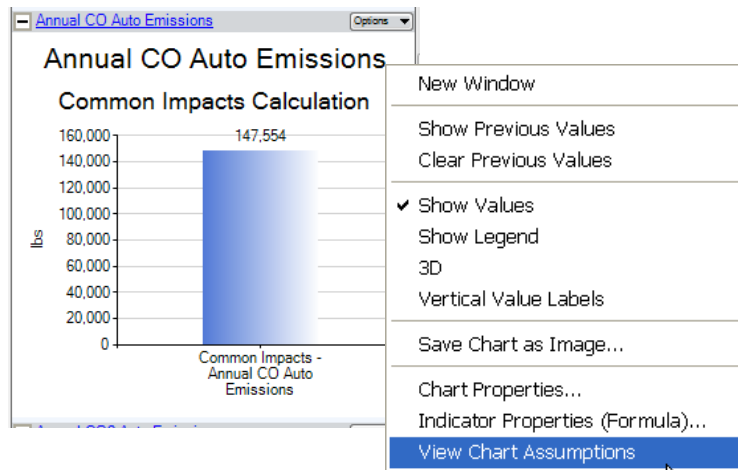 Annual CO Auto Emissions
Options
Annual CO Auto Emissions
Common Impacts Calculation
160,000
147,554
140,000
120,000
100,000
80,000
60,000
40,000
20,000
0
lbs
Common Impacts -
Annual CO Auto
Emissions
New Window
Show Previous Values
Clear Previous Values
Show Values
Show Legend
3D
Vertical Value Labels
Save Chart as Image...
Chart Properties...
Indicator Properties (Formula)...
View Chart Assumptions